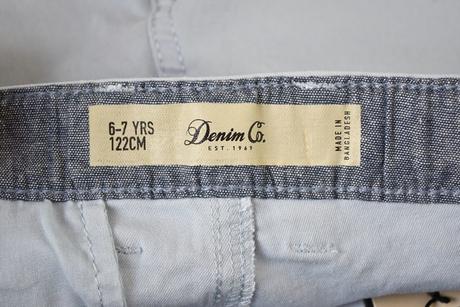 6-7 YRS
122CM
Denim Co.
EST. 1969
MADE IN
BANGLADESH